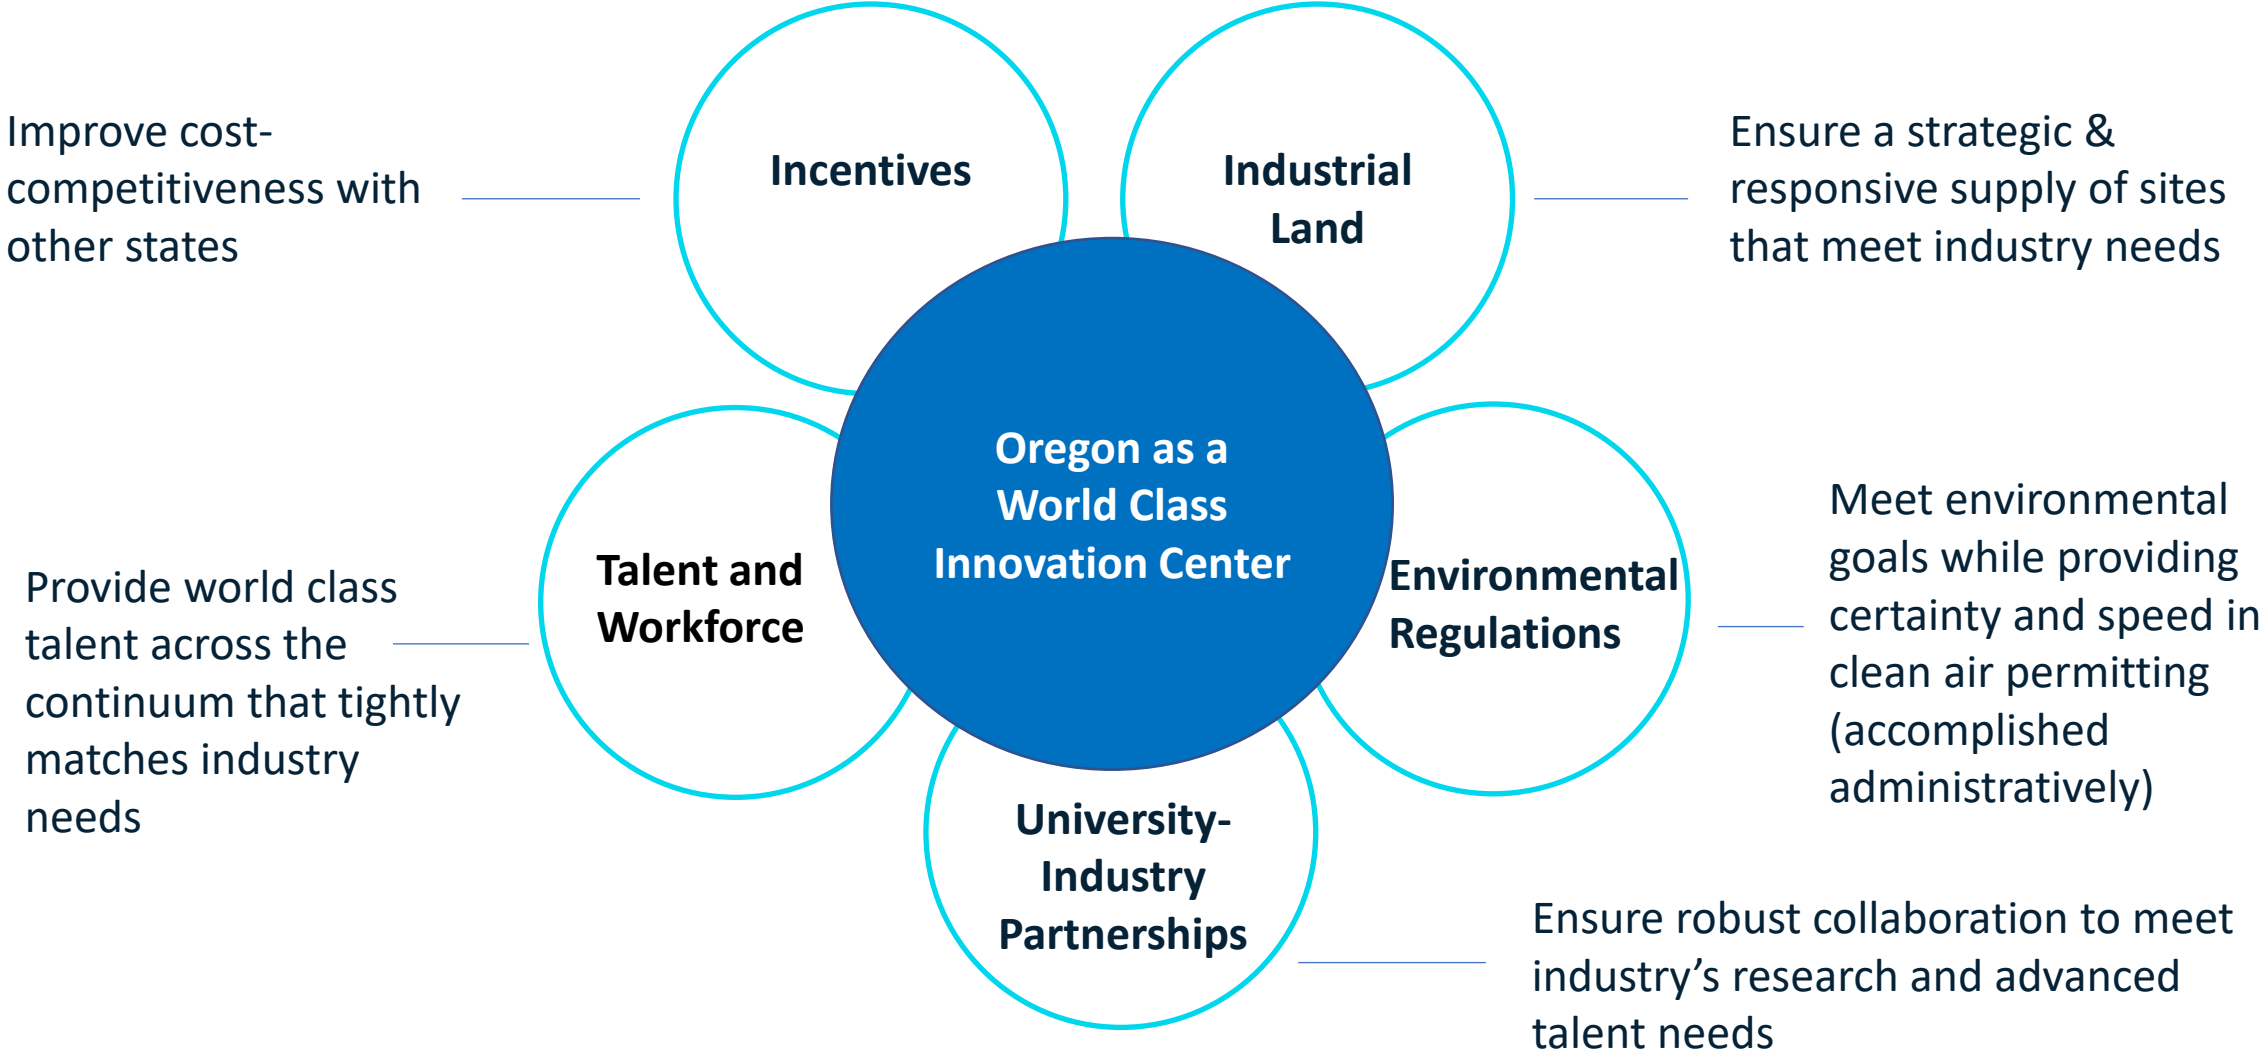 Improve cost-
competitiveness with
other states
Incentives
Industrial
Land
Ensure a strategic &
responsive supply of sites
that meet industry needs
Oregon as a
World Class
Innovation Center
Talent and
Workforce
Provide world class
talent across the
continuum that tightly
matches industry
needs
Environmental
Regulations
Meet environmental
goals while providing
certainty and speed in
clean air permitting
(accomplished
administratively)
University-
Industry
Partnerships
Ensure robust collaboration to meet
industry’s research and advanced
talent needs